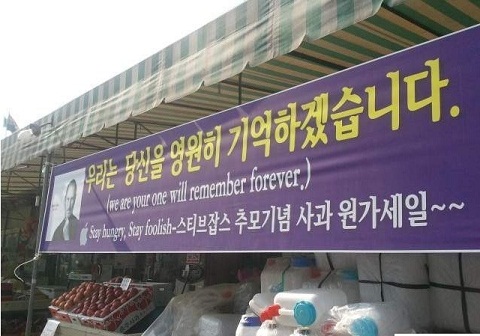 우리는 당신을 영원히 기억하겠습니다.
(we are your one will remember forever.)
Stay hungry, Stay foolish-스티브잡스 추모기념 사과 원가세일~~